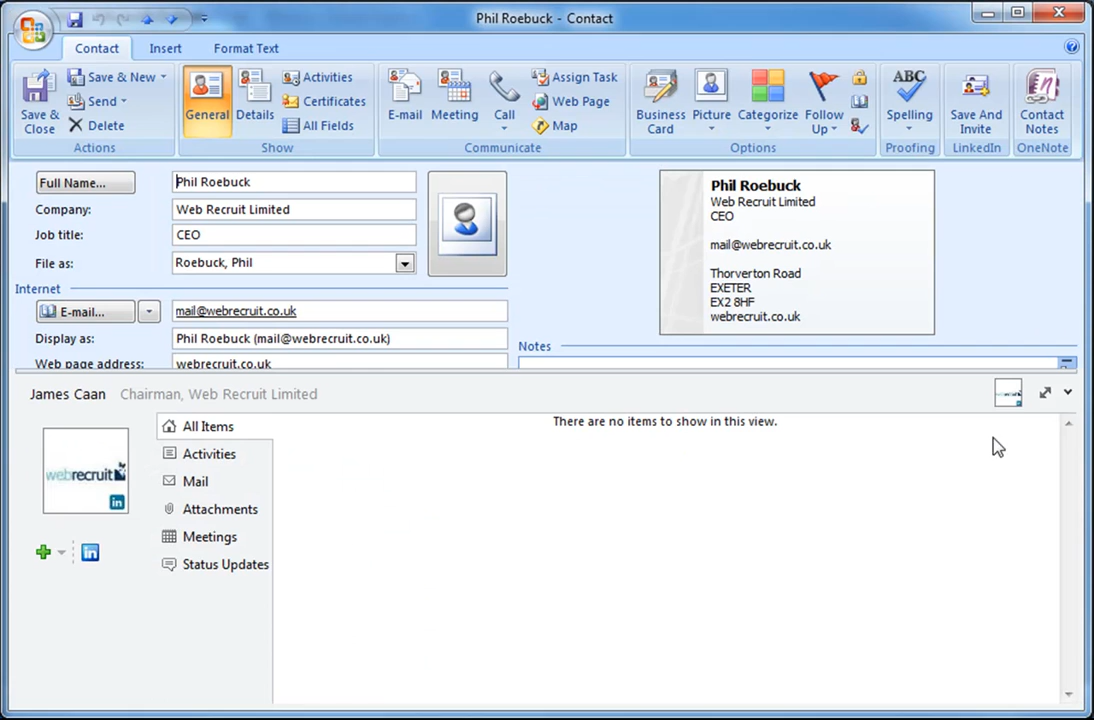 Phil Roebuck - Contact
Contact Insert Format Text
Save & Close
Save & New
Send
Delete
Actions
General
Details
Activities
Certificates
All Fields
Show
E-mail
Meeting
Call
Assign Task
Web Page
Map
Communicate
Business Card
Picture
Categorize
Follow Up
Options
ABC
Spelling
Proofing
Save And Invite
LinkedIn
Contact Notes
OneNote
Full Name... Phil Roebuck
Company: Web Recruit Limited
Job title: CEO
File as: Roebuck, Phil
Internet
E-mail... mail@webrecruit.co.uk
Display as: Phil Roebuck (mail@webrecruit.co.uk)
Web page address: webrecruit.co.uk
Phil Roebuck
Web Recruit Limited
CEO
mail@webrecruit.co.uk
Thorverton Road
EXETER
EX2 8HF
webrecruit.co.uk
Notes
James Caan Chairman, Web Recruit Limited
webrecruit
in
in
All Items
Activities
Mail
Attachments
Meetings
Status Updates
There are no items to show in this view.